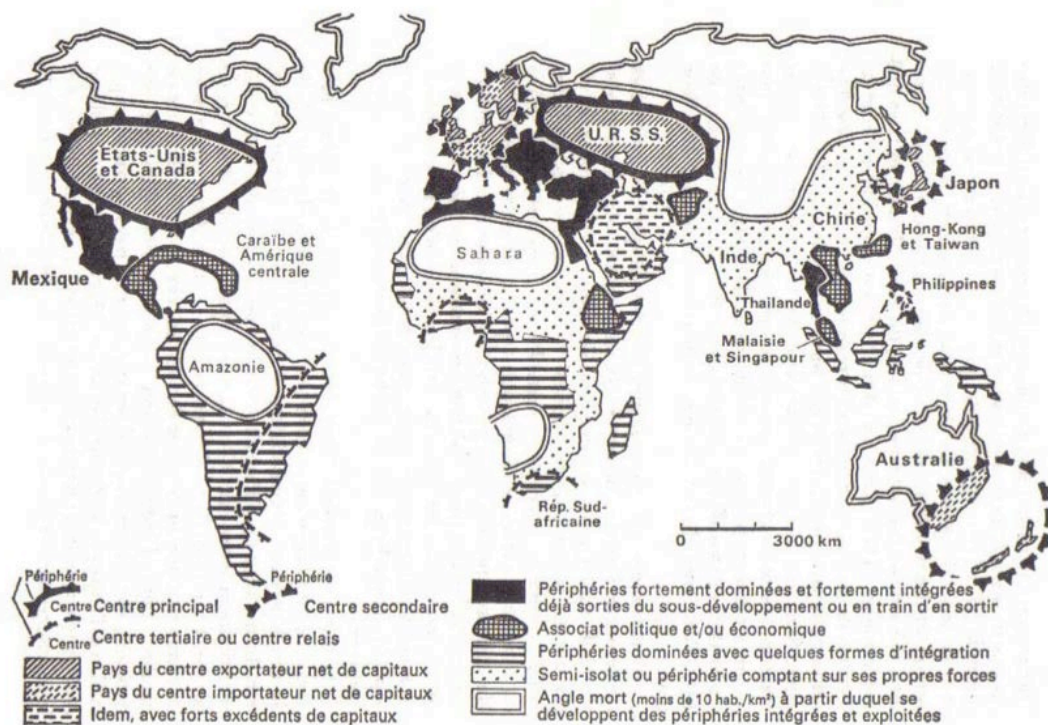 Etats-Unis
et Canada
U. R. S. S.
Japon
Chine
Hong-Kong
et Taiwan
Caraïbe et
Amérique
centrale
Sahara
Inde
Mexique
Philippines
Thaïlande
Malaisie
et Singapour
Amazonie
Australie
Rép. Sud-
africaine
0 3000 km
Périphérie
Centre
Centre principal
Périphérie
Centre secondaire
Centre
Centre tertiaire ou centre relais
Pays du centre exportateur net de capitaux
Pays du centre importateur net de capitaux
Idem, avec forts excédents de capitaux
Périphéries fortement dominées et fortement intégrées
déjà sorties du sous-développement ou en train d'en sortir
Associat politique et/ou économique
Périphéries dominées avec quelques formes d'intégration
Semi-isolat ou périphérie comptant sur ses propres forces
Angle mort (moins de 10 hab./km²) à partir duquel se
développent des périphéries intégrées et exploitées